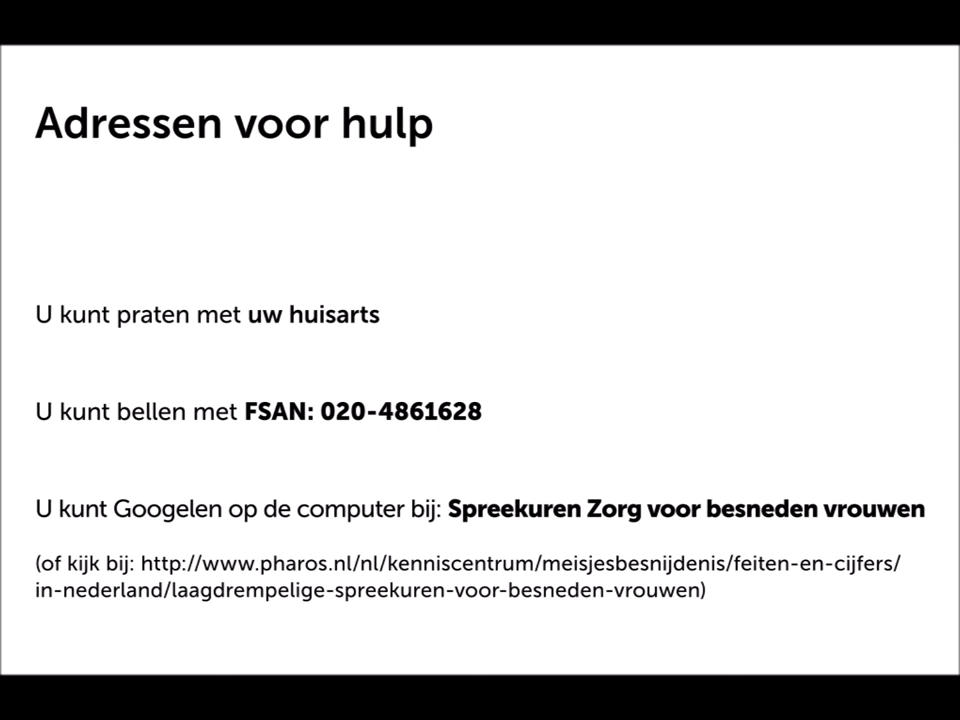 Adressen voor hulp
U kunt praten met uw huisarts
U kunt bellen met FSAN: 020-4861628
U kunt Googelen op de computer bij: Spreekuren Zorg voor besneden vrouwen
(of kijk bij: http://www.pharos.nl/nl/kenniscentrum/meisjesbesnijdenis/feiten-en-cijfers/
in-nederland/laagdrempelige-spreekuren-voor-besneden-vrouwen)